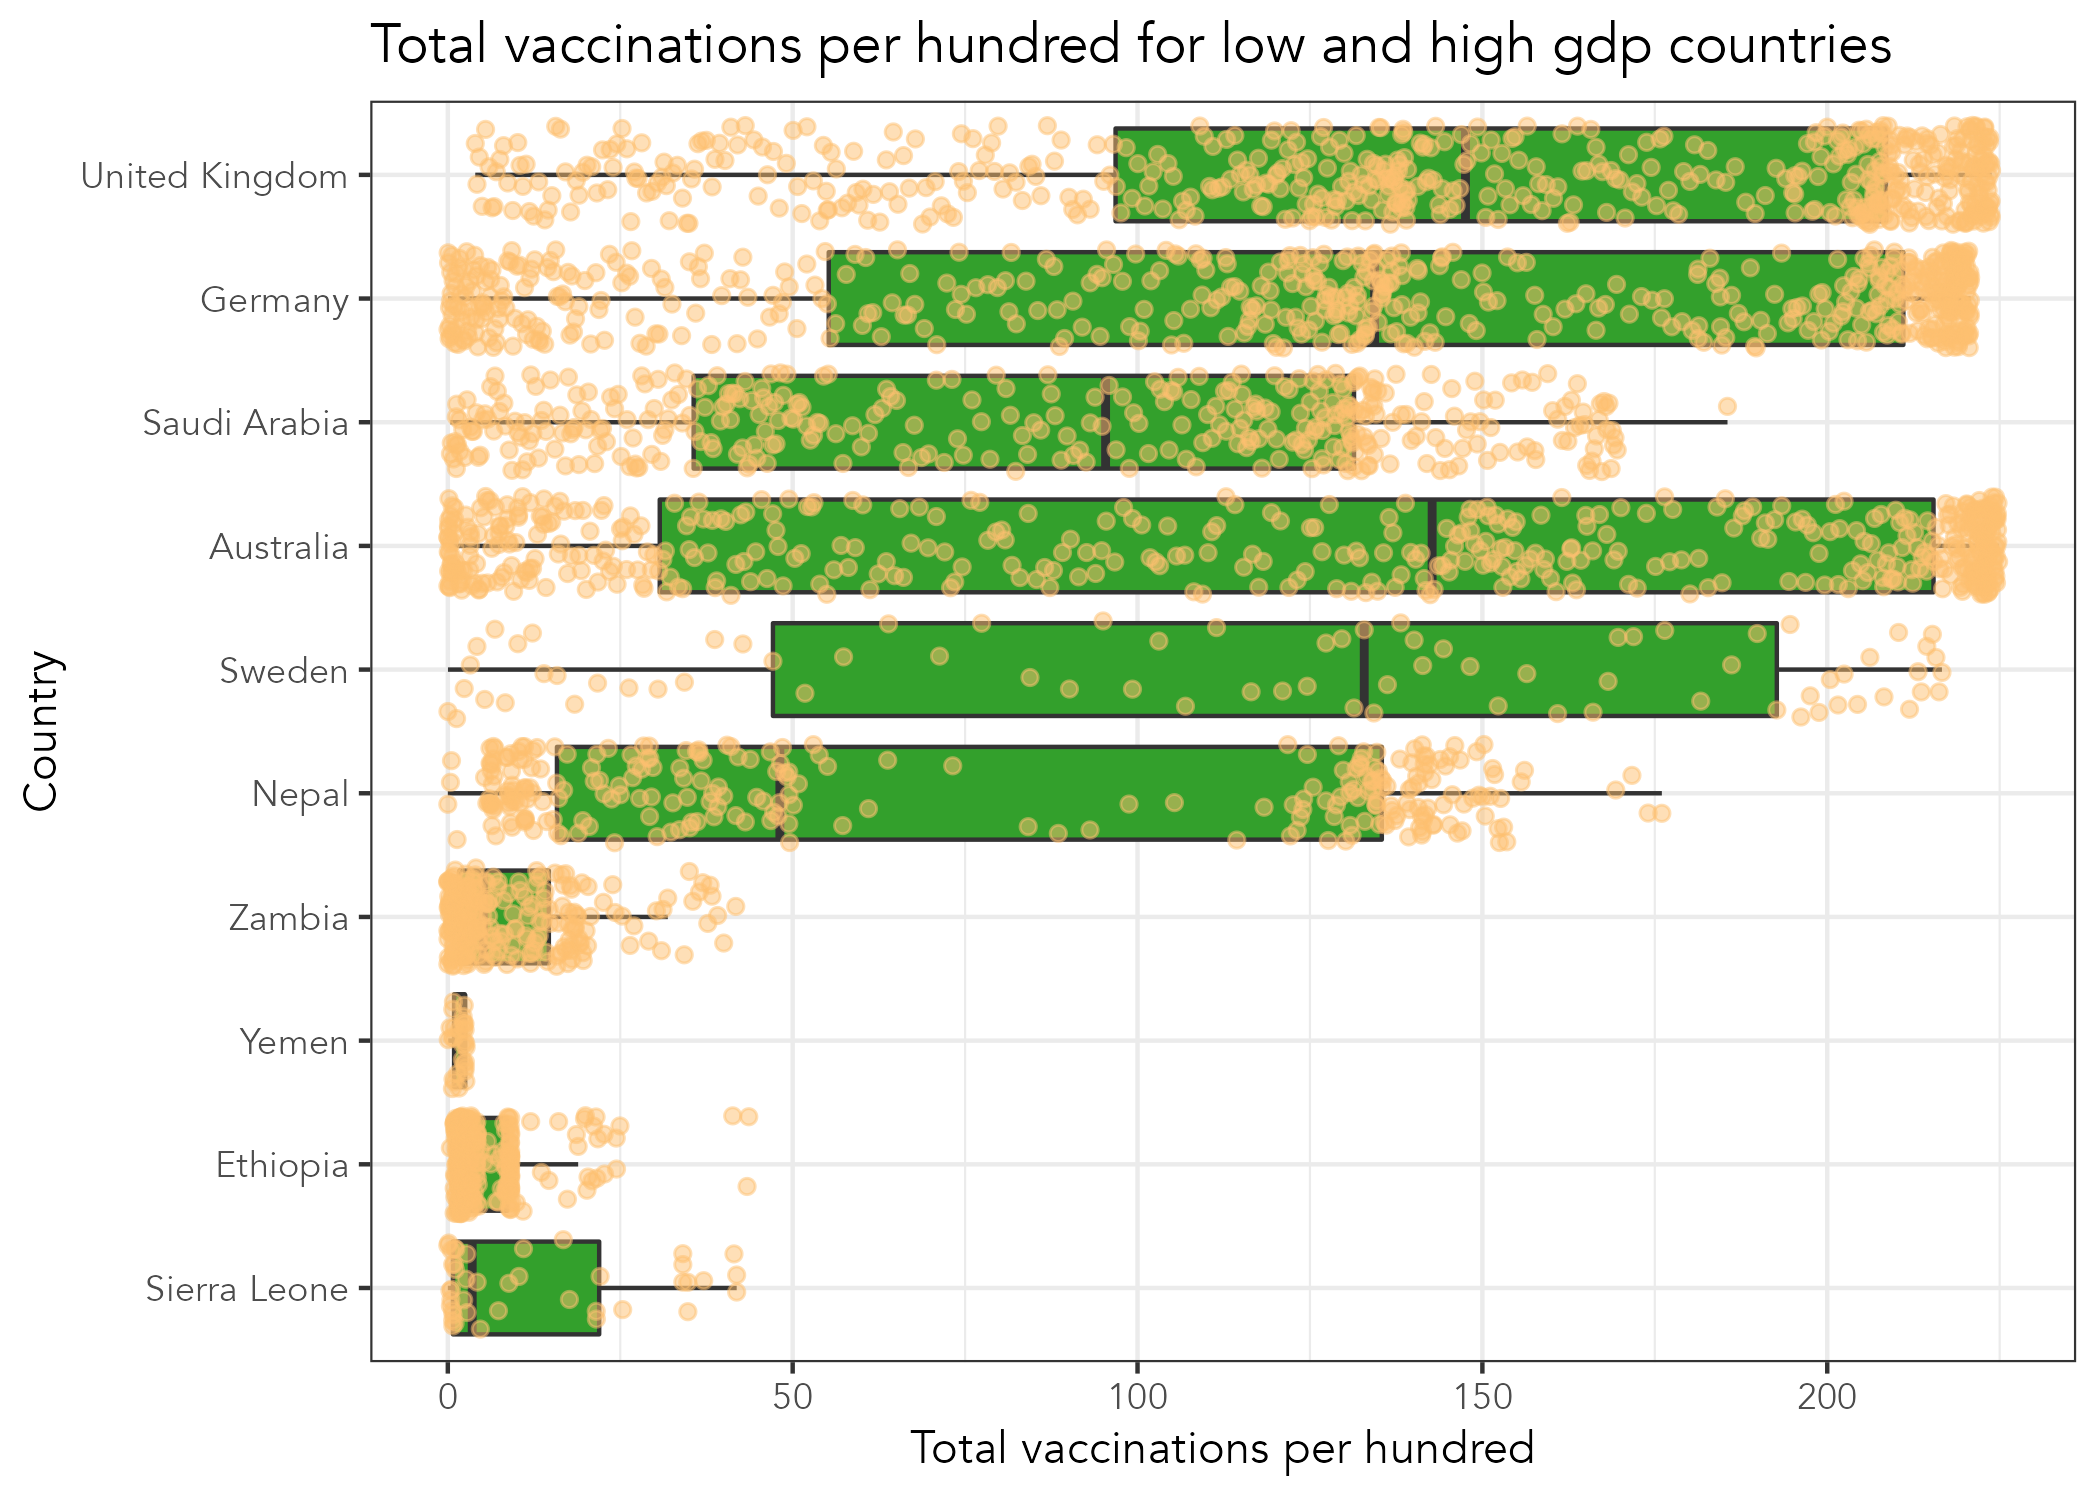 Total vaccinations per hundred for low and high gdp countries
Country
United Kingdom
Germany
Saudi Arabia
Australia
Sweden
Nepal
Zambia
Yemen
Ethiopia
Sierra Leone
0 50 100 150 200
Total vaccinations per hundred